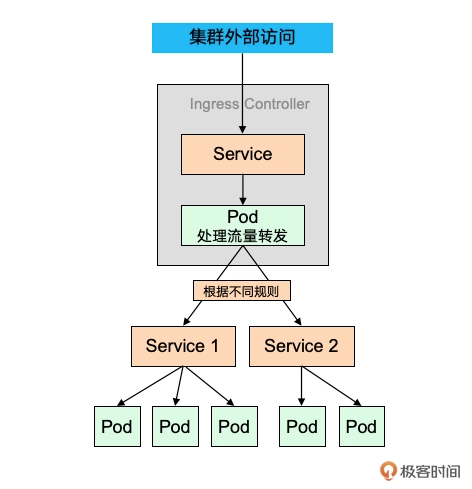 集群外部访问
Ingress Controller
Service
Pod
处理流量转发
根据不同规则
Service 1
Service 2
Pod
Pod
Pod
Pod
Pod
极客时间